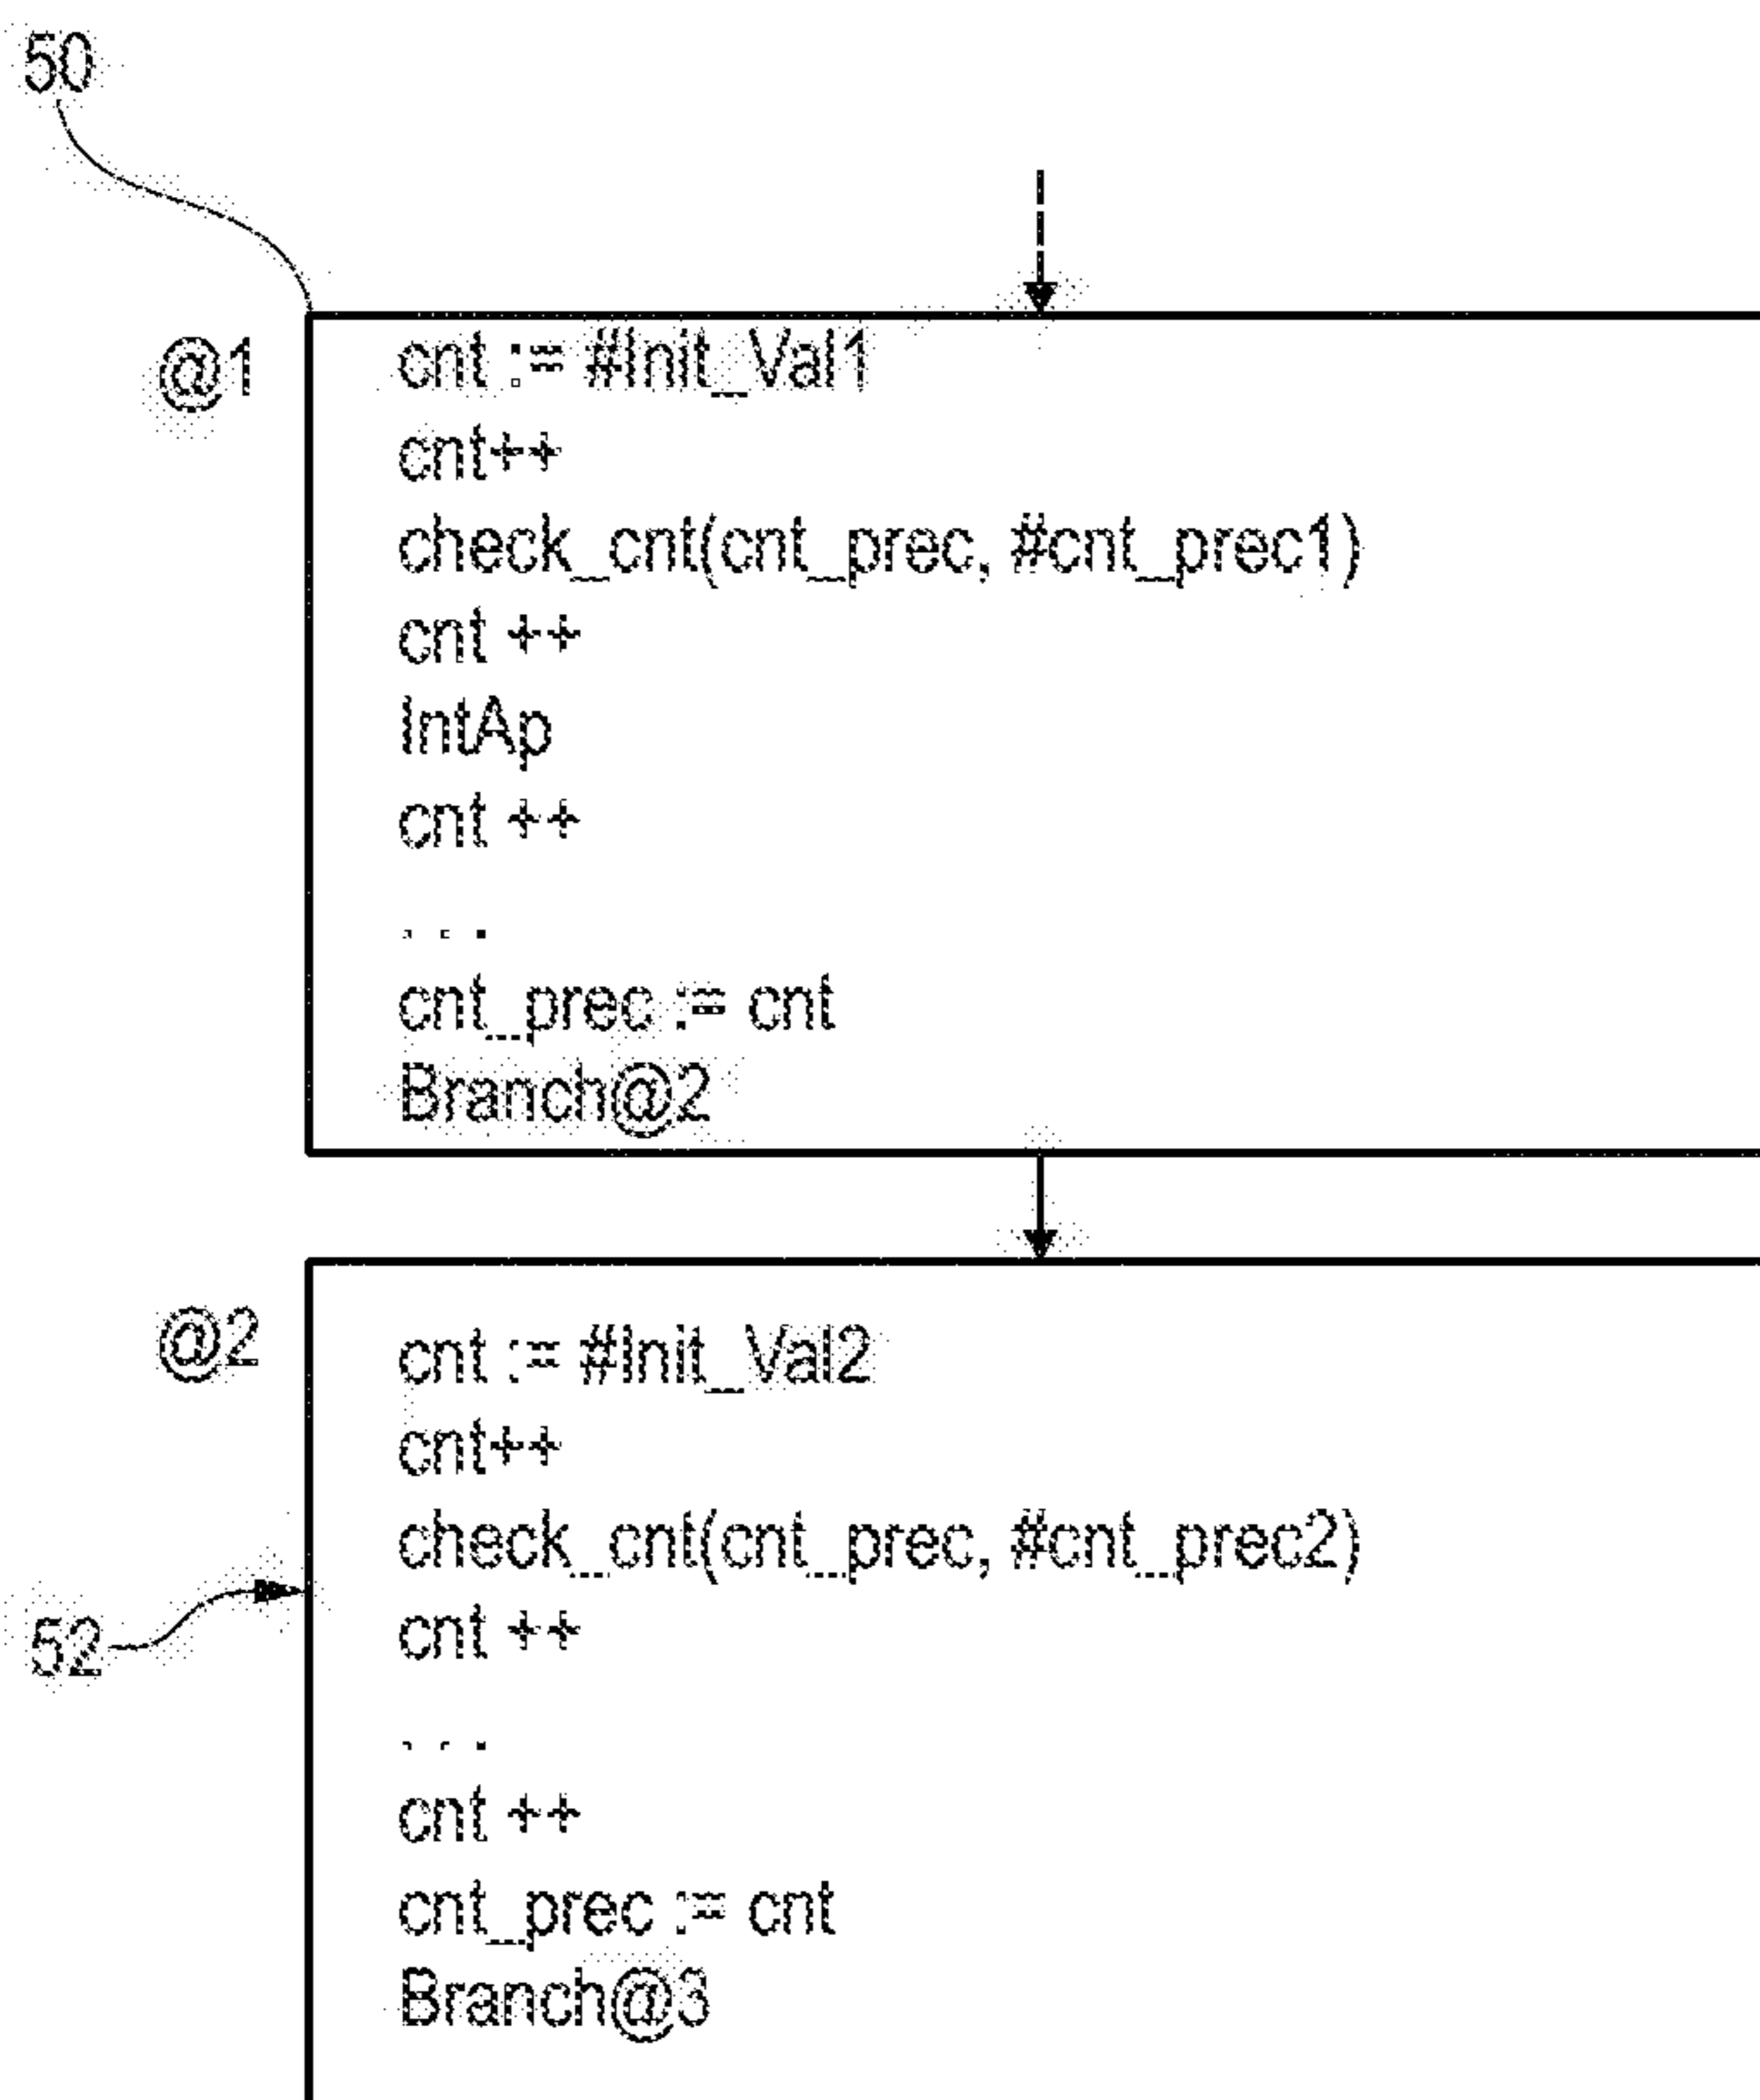 50
@1
cnt := #Init_Val1
cnt++
check_cnt(cnt_prec, #cnt_prec1)
cnt ++
IntAp
cnt ++
...
cnt_prec := cnt
Branch@2
@2
cnt := #Init_Val2
cnt++
check_cnt(cnt_prec, #cnt_prec2)
52
cnt ++
...
cnt ++
cnt_prec := cnt
Branch@3